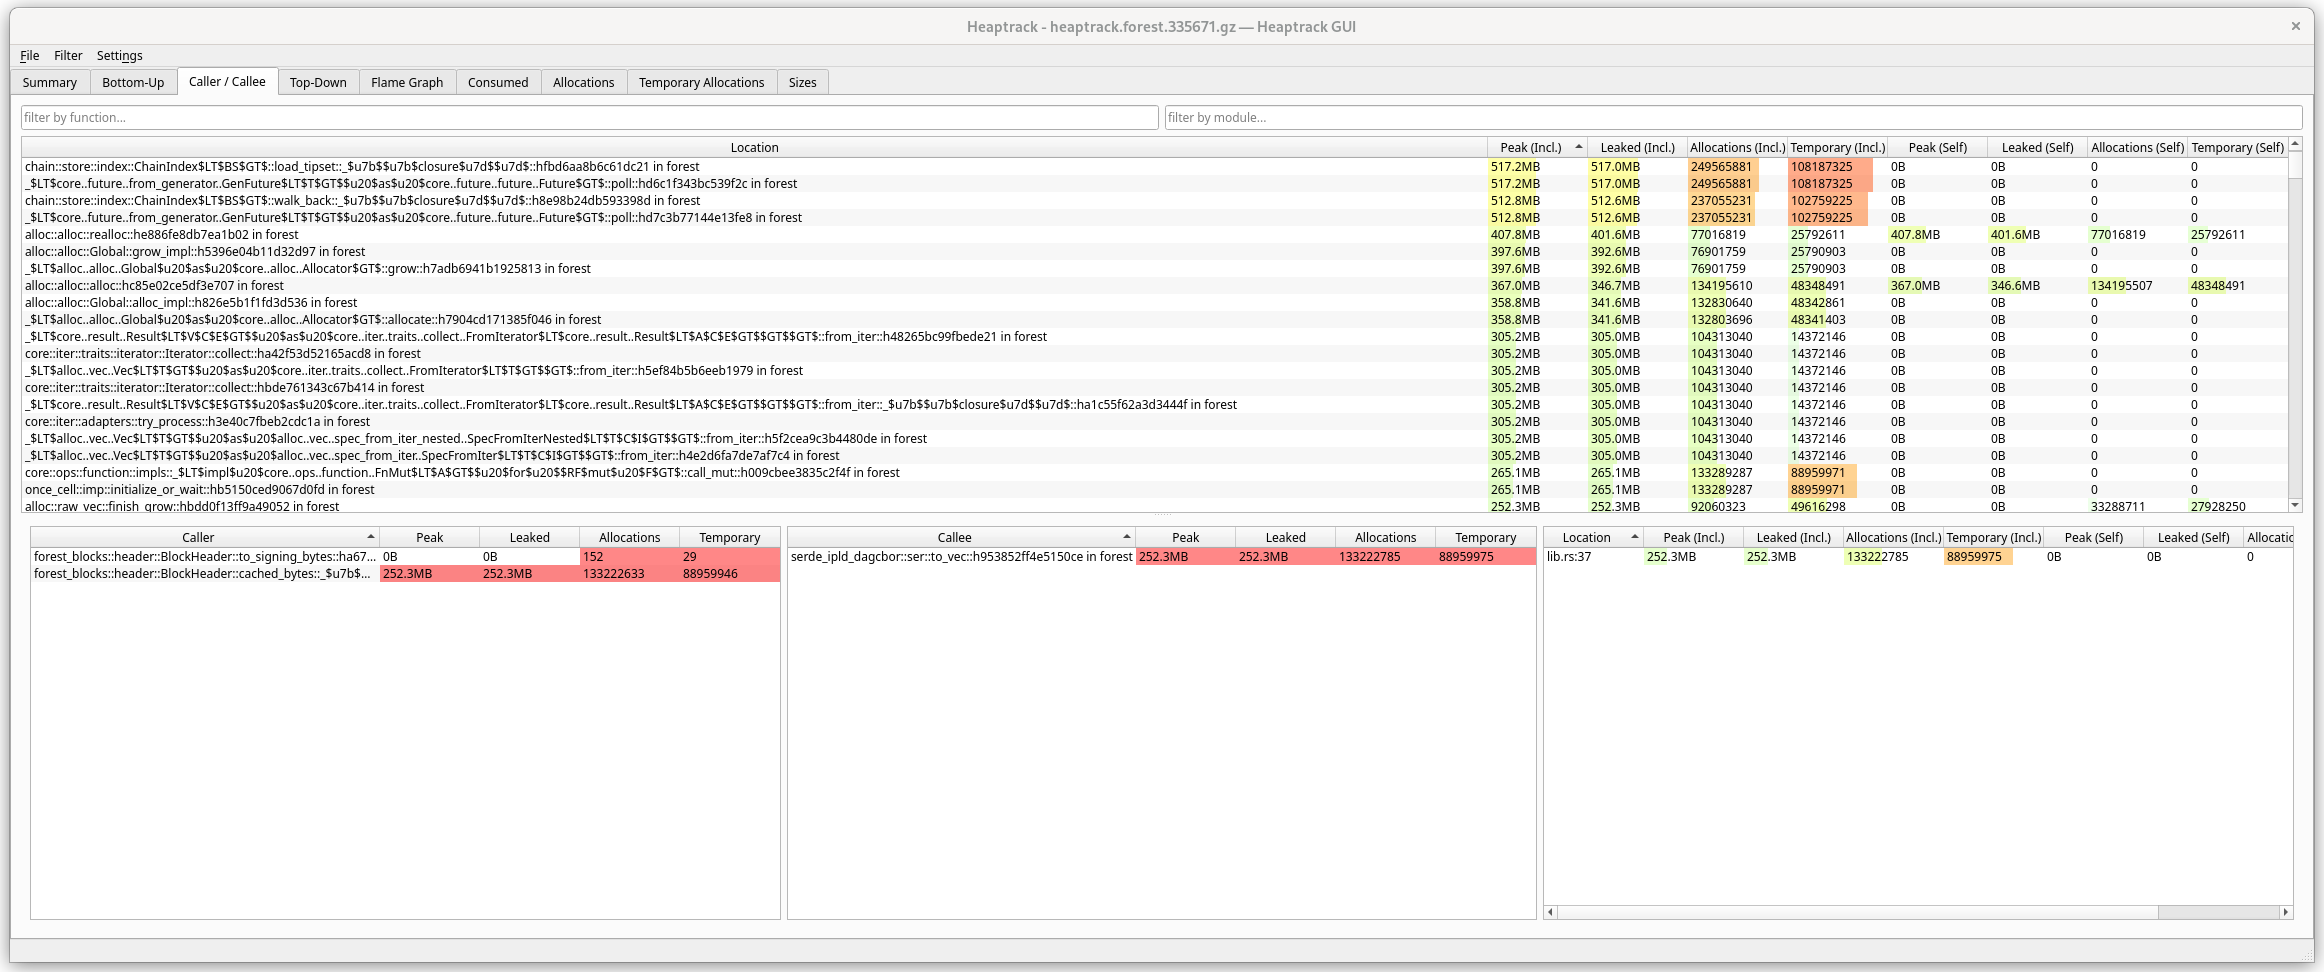 Heaptrack - heaptrack.forest.335671.gz — Heaptrack GUI
File Filter Settings
Summary Bottom-Up Caller / Callee Top-Down Flame Graph Consumed Allocations Temporary Allocations Sizes
filter by function... filter by module...
Location Peak (Incl.) Leaked (Incl.) Allocations (Incl.) Temporary (Incl.) Peak (Self) Leaked (Self) Allocations (Self) Temporary (Self)
chain::store::index::ChainIndex$LT$BS$GT$::load_tipset::_$u7b$$u7b$closure$u7d$$u7d$::hfbd6aa8b6c61dc21 in forest 517.2MB 517.0MB 249565881 108187325 0B 0B 0 0
_$LT$core..future..from_generator..GenFuture$LT$T$GT$$u20$as$u20$core..future..future..Future$GT$::poll::hd6c1f343bc539f2c in forest 517.2MB 517.0MB 249565881 108187325 0B 0B 0 0
chain::store::index::ChainIndex$LT$BS$GT$::walk_back::_$u7b$$u7b$closure$u7d$$u7d$::h8e98b24db593398d in forest 512.8MB 512.6MB 237055231 102759225 0B 0B 0 0
_$LT$core..future..from_generator..GenFuture$LT$T$GT$$u20$as$u20$core..future..future..Future$GT$::poll::hd7c3b77144e13fe8 in forest 512.8MB 512.6MB 237055231 102759225 0B 0B 0 0
alloc::alloc::realloc::he886fe8db7ea1b02 in forest 407.8MB 401.6MB 77016819 25792611 407.8MB 401.6MB 77016819 25792611
alloc::alloc::Global::grow_impl::h5396e04b11d32d97 in forest 397.6MB 392.6MB 76901759 25790903 0B 0B 0 0
_$LT$alloc..alloc..Global$u20$as$u20$core..alloc..Allocator$GT$::grow::h7adb6941b1925813 in forest 397.6MB 392.6MB 76901759 25790903 0B 0B 0 0
alloc::alloc::alloc::hc85e02ce5df3e707 in forest 367.0MB 346.7MB 134195610 48348491 367.0MB 346.6MB 134195507 48348491
alloc::alloc::Global::alloc_impl::h826e5b1f1fd3d536 in forest 358.8MB 341.6MB 132830640 48342861 0B 0B 0 0
_$LT$alloc..alloc..Global$u20$as$u20$core..alloc..Allocator$GT$::allocate::h7904cd171385f046 in forest 358.8MB 341.6MB 132803696 48341403 0B 0B 0 0
_$LT$core..result..Result$LT$V$C$E$GT$$u20$as$u20$core..iter..traits..collect..FromIterator$LT$core..result..Result$LT$A$C$E$GT$$GT$$GT$::from_iter::h48265bc99fbede21 in forest 305.2MB 305.0MB 104313040 14372146 0B 0B 0 0
core::iter::traits::iterator::Iterator::collect::ha42f53d52165acd8 in forest 305.2MB 305.0MB 104313040 14372146 0B 0B 0 0
_$LT$alloc..vec..Vec$LT$T$GT$$u20$as$u20$core..iter..traits..collect..FromIterator$LT$T$GT$$GT$::from_iter::h5ef84b5b6eeb1979 in forest 305.2MB 305.0MB 104313040 14372146 0B 0B 0 0
core::iter::traits::iterator::Iterator::collect::hbde761343c67b414 in forest 305.2MB 305.0MB 104313040 14372146 0B 0B 0 0
_$LT$core..result..Result$LT$V$C$E$GT$$u20$as$u20$core..iter..traits..collect..FromIterator$LT$core..result..Result$LT$A$C$E$GT$$GT$$GT$::from_iter::_$u7b$$u7b$closure$u7d$$u7d$::ha1c55f62a3d3444f in forest 305.2MB 305.0MB 104313040 14372146 0B 0B 0 0
core::iter::adapters::try_process::h3e40c7fbeb2cdc1a in forest 305.2MB 305.0MB 104313040 14372146 0B 0B 0 0
_$LT$alloc..vec..Vec$LT$T$GT$$u20$as$u20$alloc..vec..spec_from_iter_nested..SpecFromIterNested$LT$T$C$I$GT$$GT$::from_iter::h5f2cea9c3b4480de in forest 305.2MB 305.0MB 104313040 14372146 0B 0B 0 0
_$LT$alloc..vec..Vec$LT$T$GT$$u20$as$u20$alloc..vec..spec_from_iter..SpecFromIter$LT$T$C$I$GT$$GT$::from_iter::h4e2d6fa7de7af7c4 in forest 305.2MB 305.0MB 104313040 14372146 0B 0B 0 0
core::ops::function::impls::_$LT$impl$u20$core..ops..function..FnMut$LT$A$GT$$u20$for$u20$$RF$mut$u20$F$GT$::call_mut::h009cbee3835c2f4f in forest 265.1MB 265.1MB 133289287 88959971 0B 0B 0 0
once_cell::imp::initialize_or_wait::hb5150ced9067d0fd in forest 265.1MB 265.1MB 133289287 88959971 0B 0B 0 0
alloc::raw_vec::finish_grow::hbdd0f13ff9a49052 in forest 252.3MB 252.3MB 92060323 49616298 0B 0B 33288711 27928250
Caller Peak Leaked Allocations Temporary
forest_blocks::header::BlockHeader::to_signing_bytes::ha67... 0B 0B 152 29
forest_blocks::header::BlockHeader::cached_bytes::_$u7b$... 252.3MB 252.3MB 133222633 88959946
Callee Peak Leaked Allocations Temporary
serde_ipld_dagcbor::ser::to_vec::h953852ff4e5150ce in forest 252.3MB 252.3MB 133222785 88959975
Location Peak (Incl.) Leaked (Incl.) Allocations (Incl.) Temporary (Incl.) Peak (Self) Leaked (Self) Allocatic
lib.rs:37 252.3MB 252.3MB 133222785 88959975 0B 0B 0